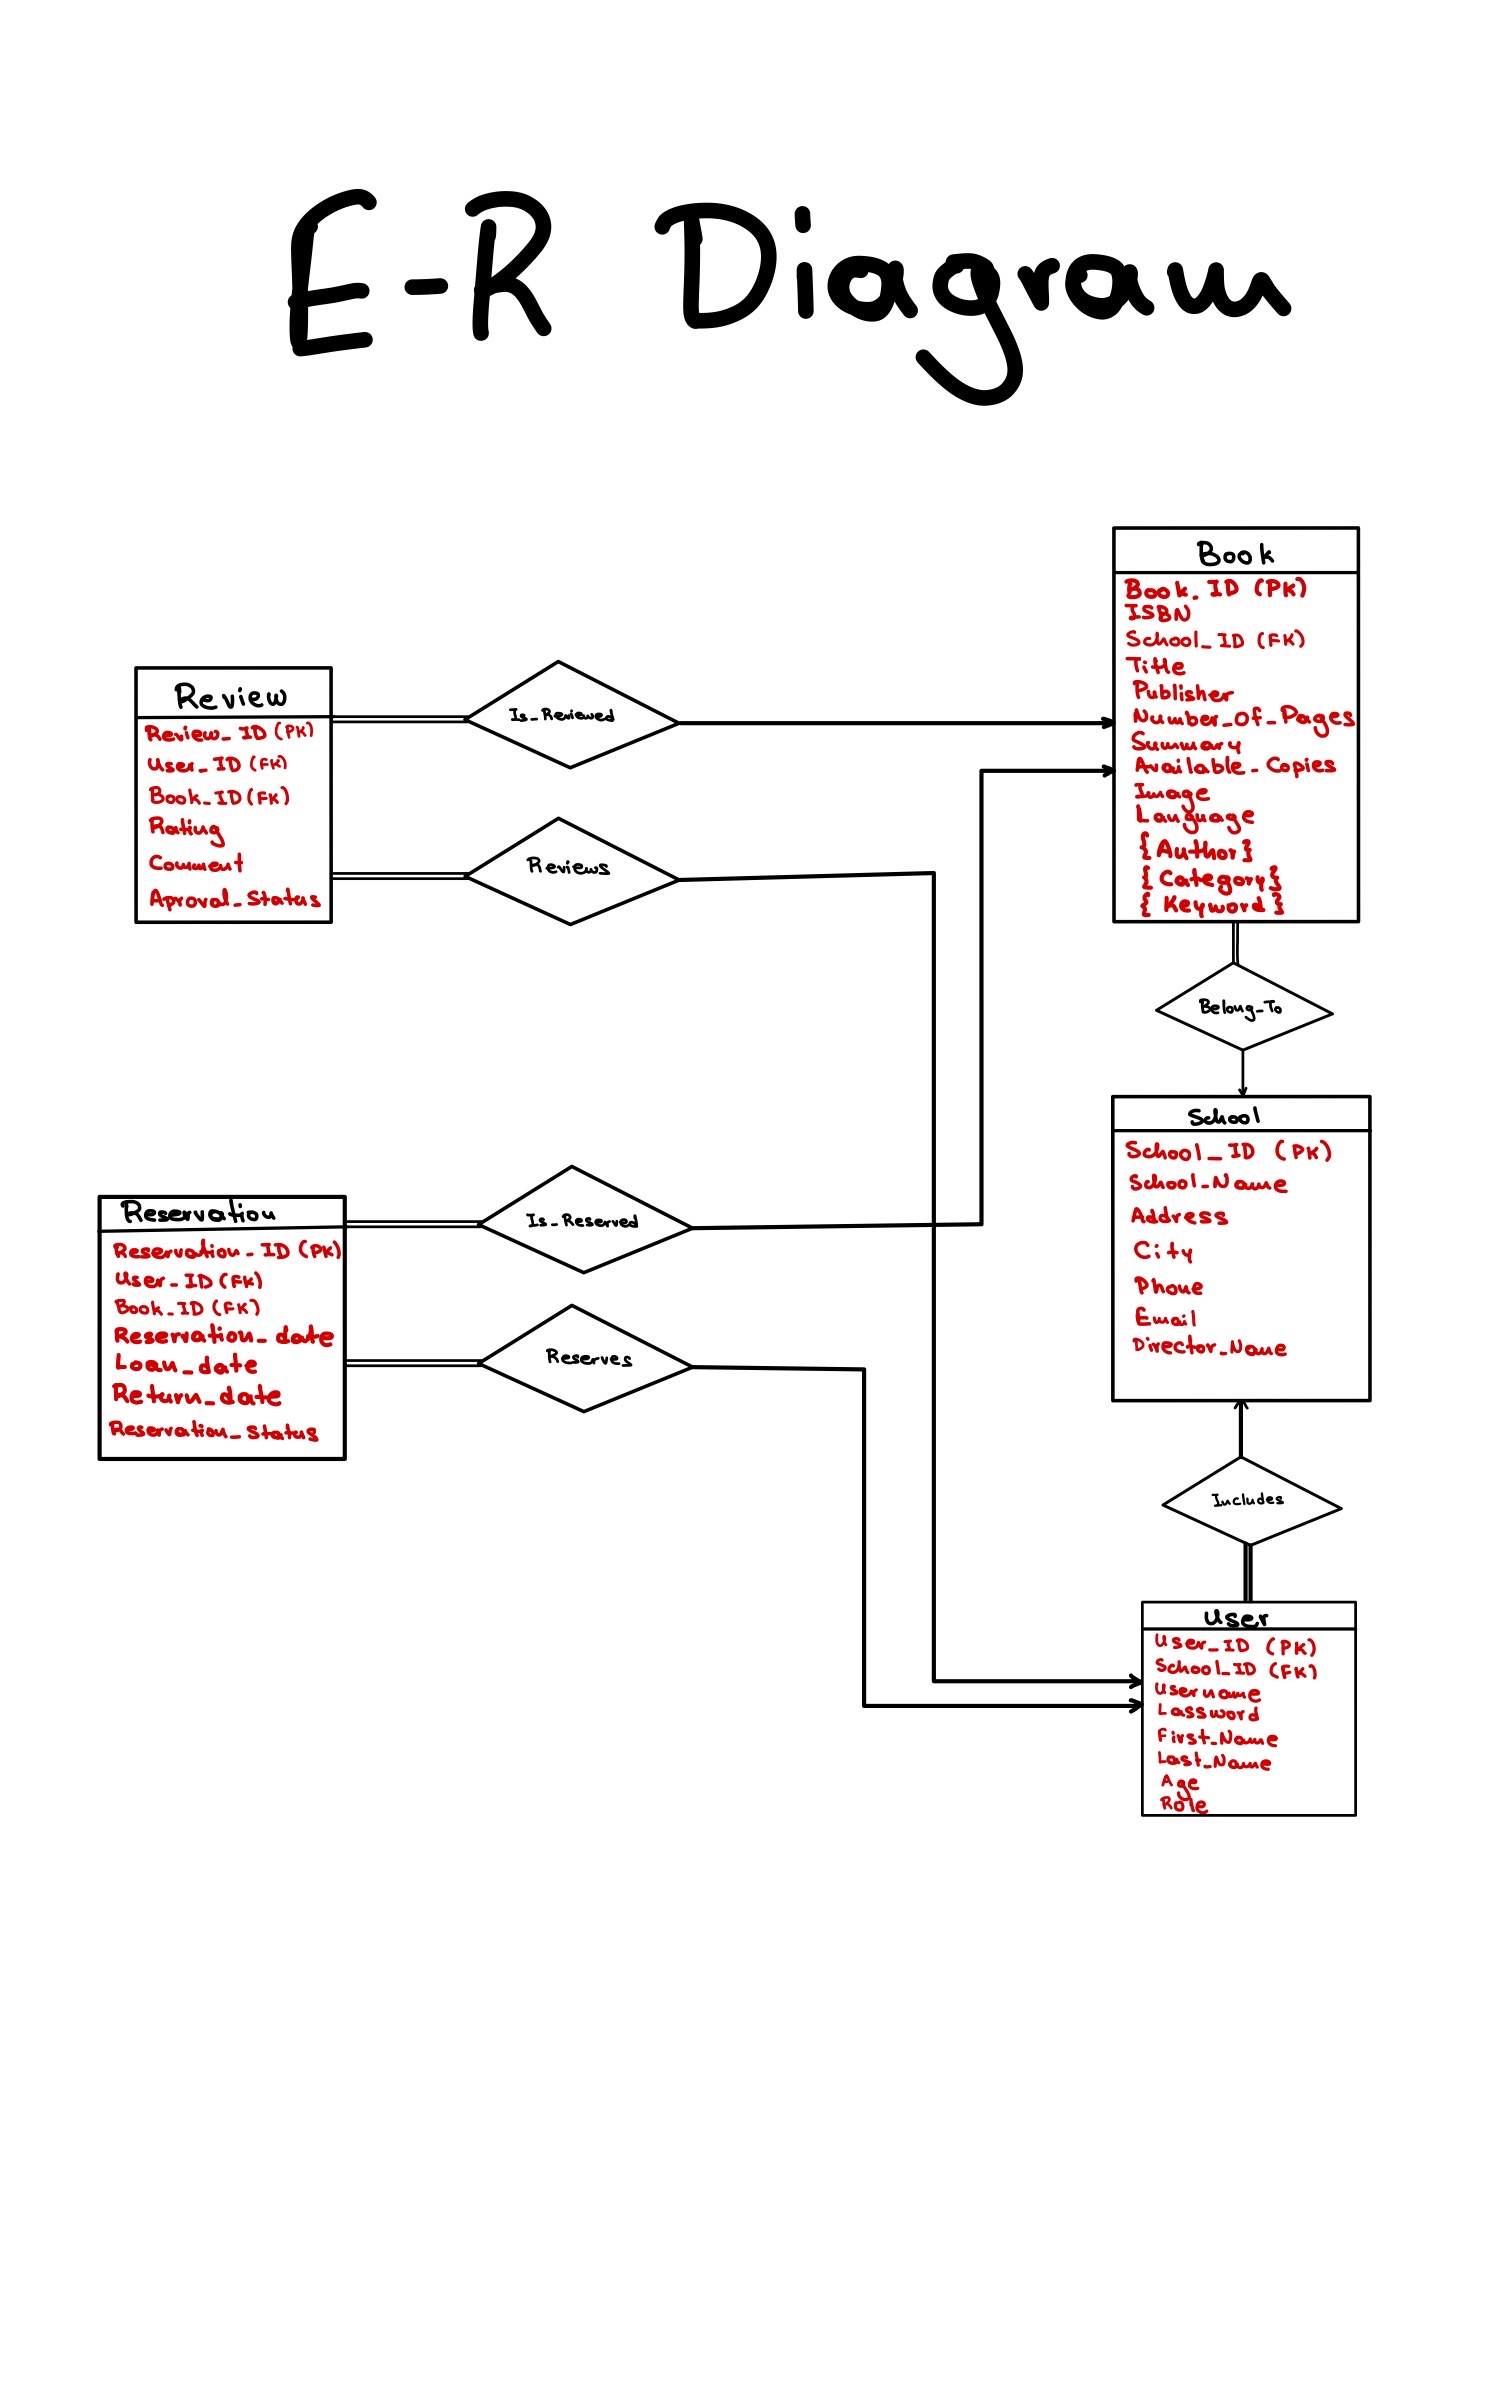 E-R Diagram
Book
Book_ID (PK)
ISBN
School_ID (FK)
Title
Publisher
Number_Of_Pages
Summary
Available_Copies
Image
Language
{Author}
{Category}
{Keyword}
Review
Review_ID (PK)
User_ID (FK)
Book_ID (FK)
Rating
Comment
Aproval_Status
Is_Reviewed
Reviews
Belong_To
School
School_ID (PK)
School_Name
Address
City
Phone
Email
Director_Name
Reservation
Reservation_ID (PK)
User_ID (FK)
Book_ID (FK)
Reservation_date
Loan_date
Return_date
Reservation_Status
Is_Reserved
Reserves
Includes
User
User_ID (PK)
School_ID (FK)
Username
Lassword
First_Name
Last_Name
Age
Role